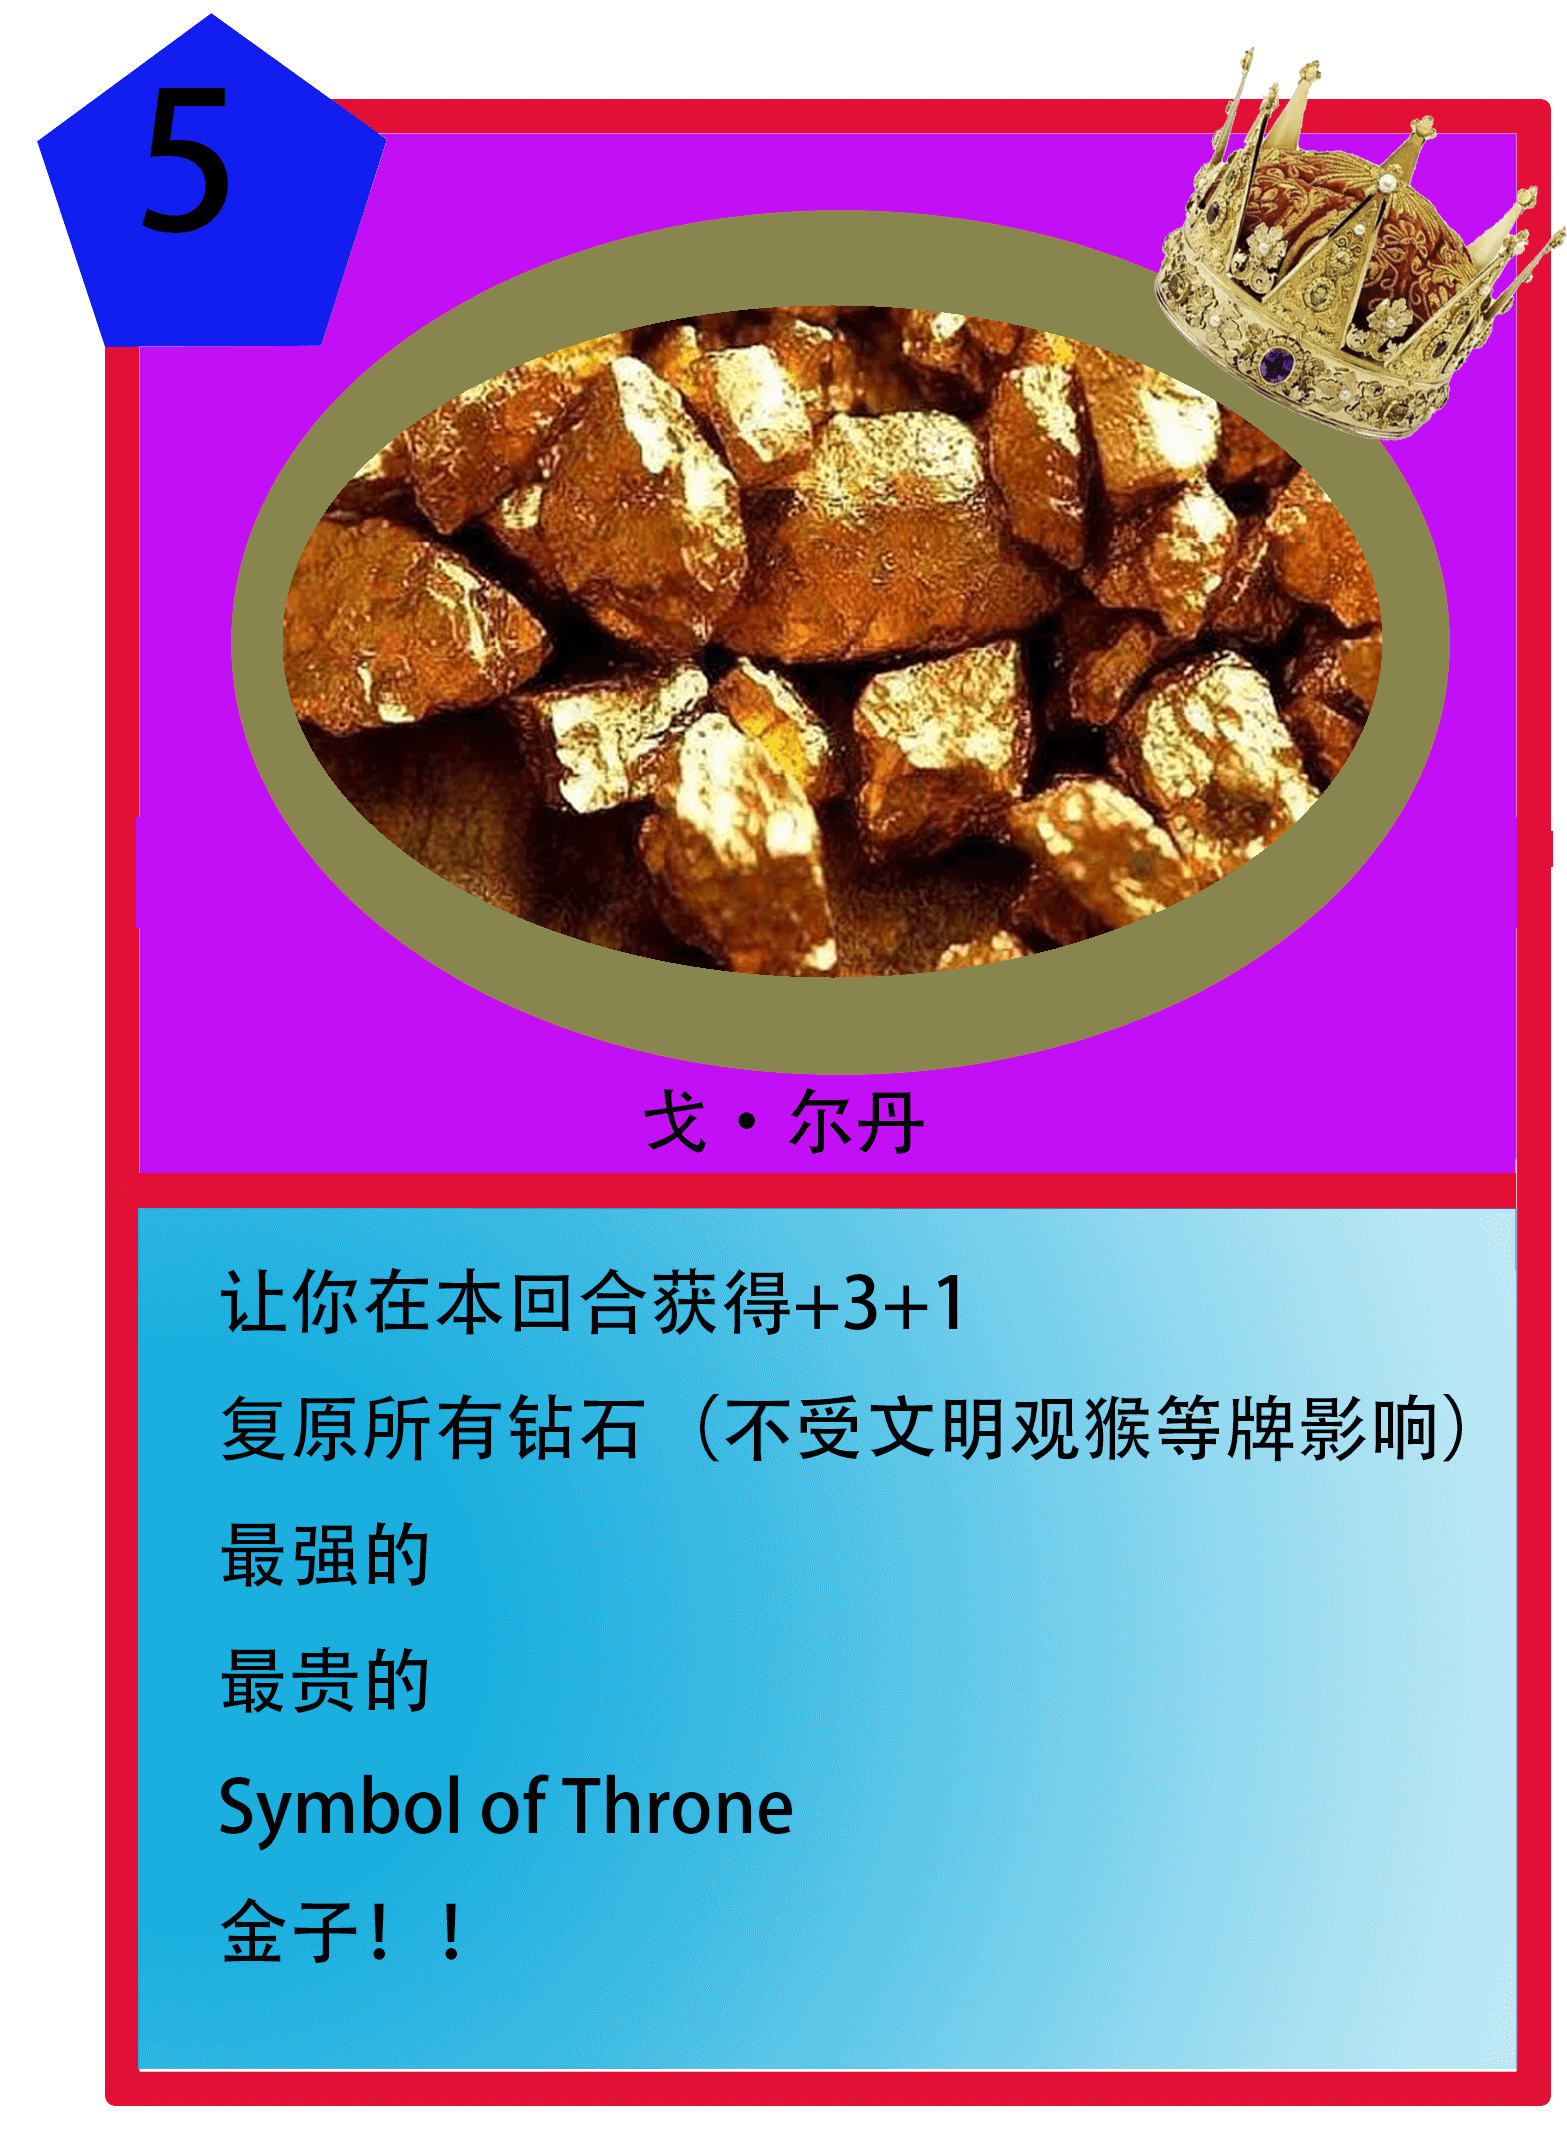 5
戈·尔丹
让你在本回合获得+3+1
复原所有钻石（不受文明观猴等牌影响）
最强的
最贵的
Symbol of Throne
金子！！